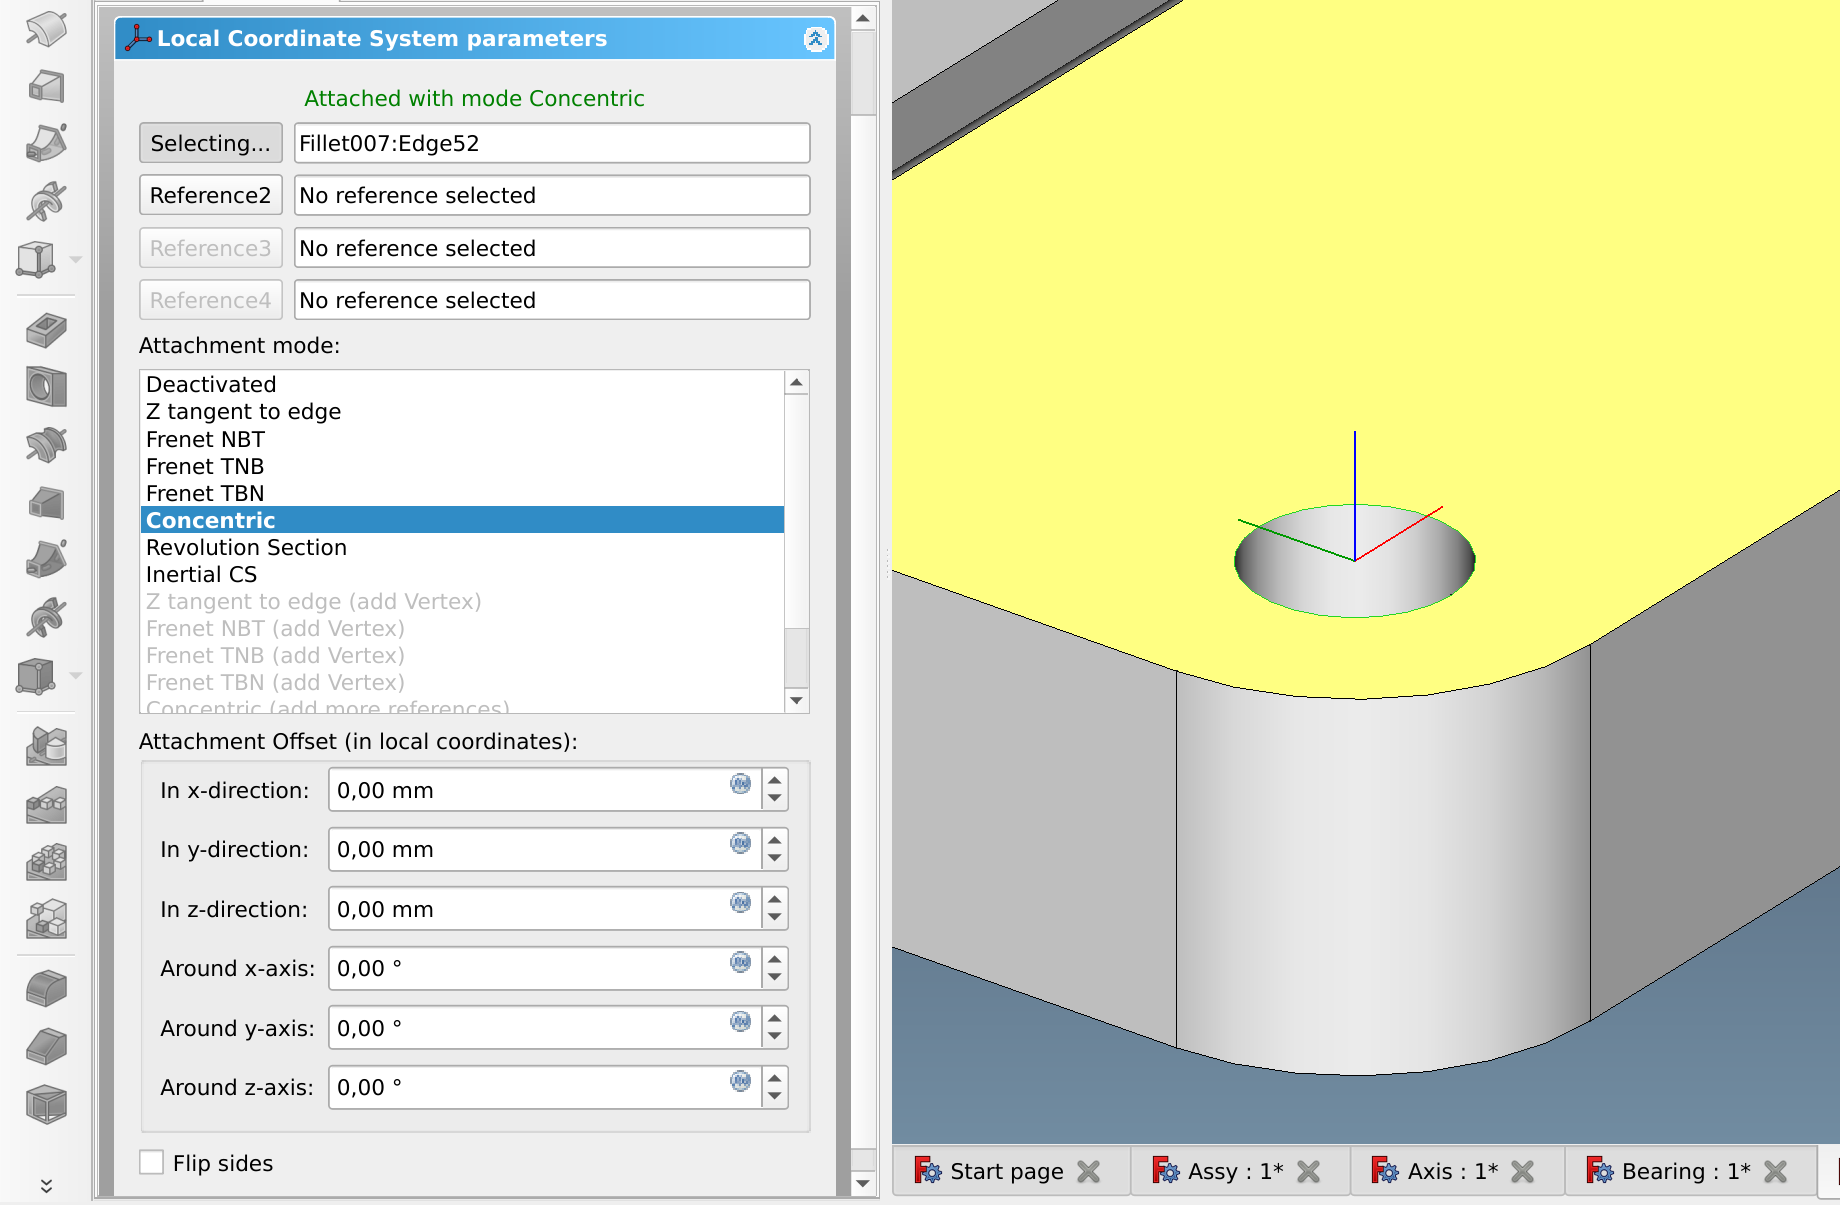 Local Coordinate System parameters
Attached with mode Concentric
Selecting... Fillet007:Edge52
Reference2 No reference selected
Reference3 No reference selected
Reference4 No reference selected
Attachment mode:
Deactivated
Z tangent to edge
Frenet NBT
Frenet TNB
Frenet TBN
Concentric
Revolution Section
Inertial CS
Z tangent to edge (add Vertex)
Frenet NBT (add Vertex)
Frenet TNB (add Vertex)
Frenet TBN (add Vertex)
Concentric (add more references)
Attachment Offset (in local coordinates):
In x-direction: 0,00 mm
In y-direction: 0,00 mm
In z-direction: 0,00 mm
Around x-axis: 0,00 °
Around y-axis: 0,00 °
Around z-axis: 0,00 °
Flip sides
Start page Assy : 1* Axis : 1* Bearing : 1*